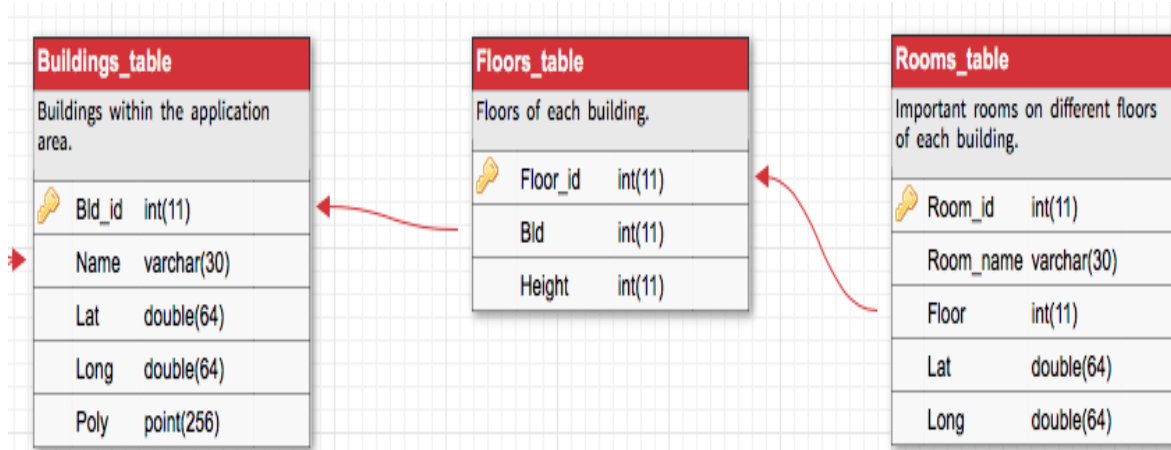 Buildings_table
Buildings within the application
area.
Bld_id int(11)
Name varchar(30)
Lat double(64)
Long double(64)
Poly point(256)
Floors_table
Floors of each building.
Floor_id int(11)
Bld int(11)
Height int(11)
Rooms_table
Important rooms on different floors
of each building.
Room_id int(11)
Room_name varchar(30)
Floor int(11)
Lat double(64)
Long double(64)